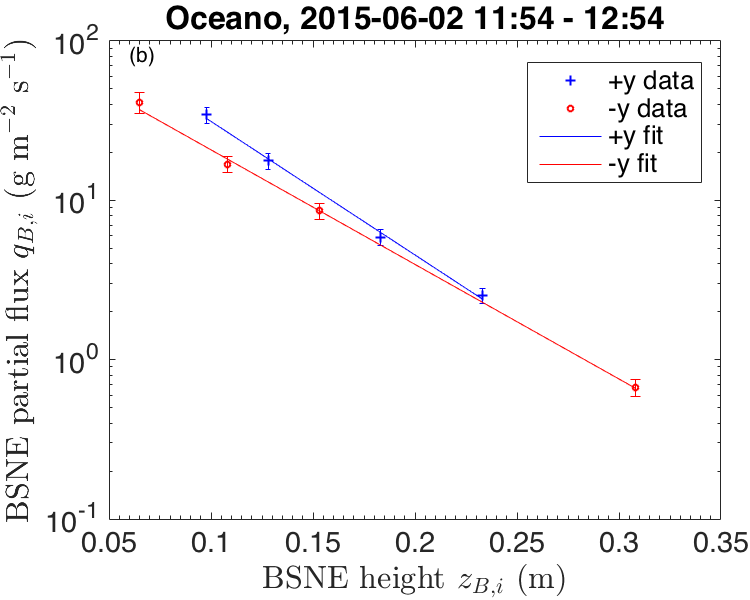 Oceano, 2015-06-02 11:54 - 12:54
(b)
+y data
-y data
+y fit
-y fit
10²
10¹
10⁰
10⁻¹
BSNE partial flux q_{B,i} (g m⁻² s⁻¹)
0.05 0.1 0.15 0.2 0.25 0.3 0.35
BSNE height z_{B,i} (m)